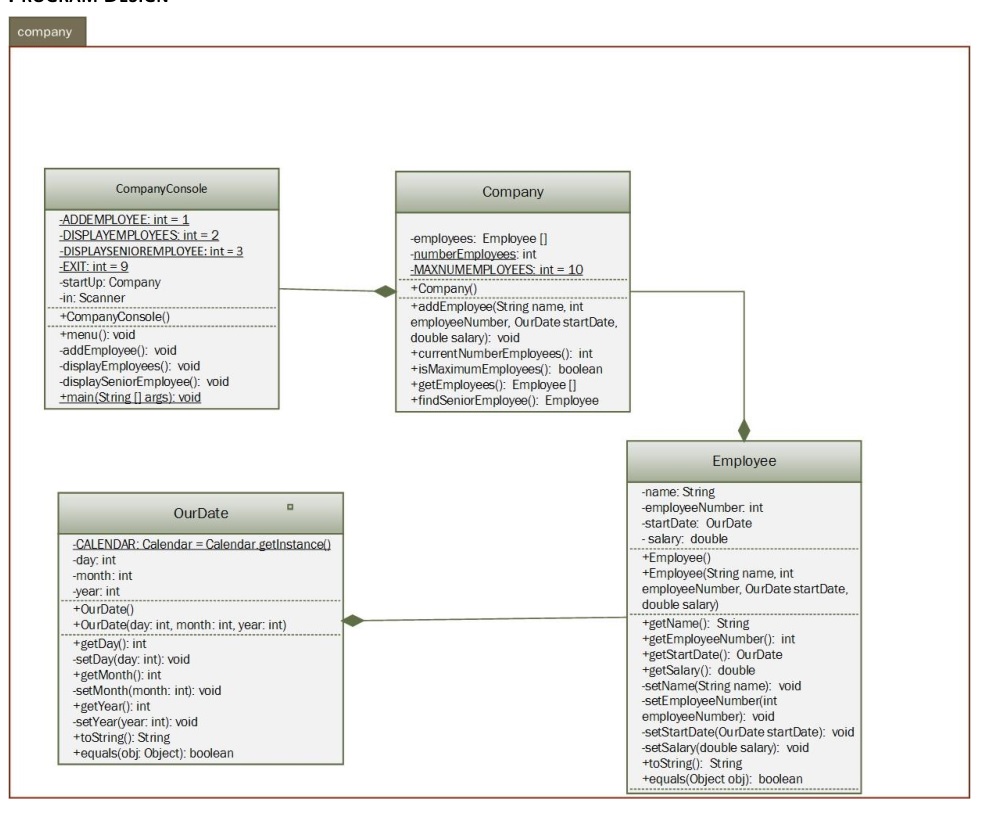 PROGRAM DESIGN
company
CompanyConsole
-ADDEMPLOYEE: int = 1
-DISPLAYEMPLOYEES: int = 2
-DISPLAYSENIOREMPLOYEE: int = 3
-EXIT: int = 9
-startUp: Company
-in: Scanner
+CompanyConsole()
+menu(): void
-addEmployee(): void
-displayEmployees(): void
-displaySeniorEmployee(): void
+main(String [] args): void
Company
-employees: Employee []
-numberEmployees: int
-MAXNUMEMPLOYEES: int = 10
+Company()
+addEmployee(String name, int
employeeNumber, OurDate startDate,
double salary): void
+currentNumberEmployees(): int
+isMaximumEmployees(): boolean
+getEmployees(): Employee []
+findSeniorEmployee(): Employee
Employee
-name: String
-employeeNumber: int
-startDate: OurDate
- salary: double
+Employee()
+Employee(String name, int
employeeNumber, OurDate startDate,
double salary)
+getName(): String
+getEmployeeNumber(): int
+getStartDate(): OurDate
+getSalary(): double
-setName(String name): void
-setEmployeeNumber(int
employeeNumber): void
-setStartDate(OurDate startDate): void
-setSalary(double salary): void
+toString(): String
+equals(Object obj): boolean
OurDate
-CALENDAR: Calendar = Calendar.getInstance()
-day: int
-month: int
-year: int
+OurDate()
+OurDate(day: int, month: int, year: int)
+getDay(): int
-setDay(day: int): void
+getMonth(): int
-setMonth(month: int): void
+getYear(): int
-setYear(year: int): void
+toString(): String
+equals(obj: Object): boolean